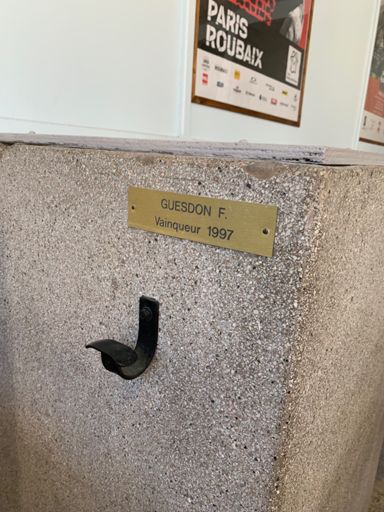 PARIS
ROUBAIX
GUESDON F.
Vainqueur 1997